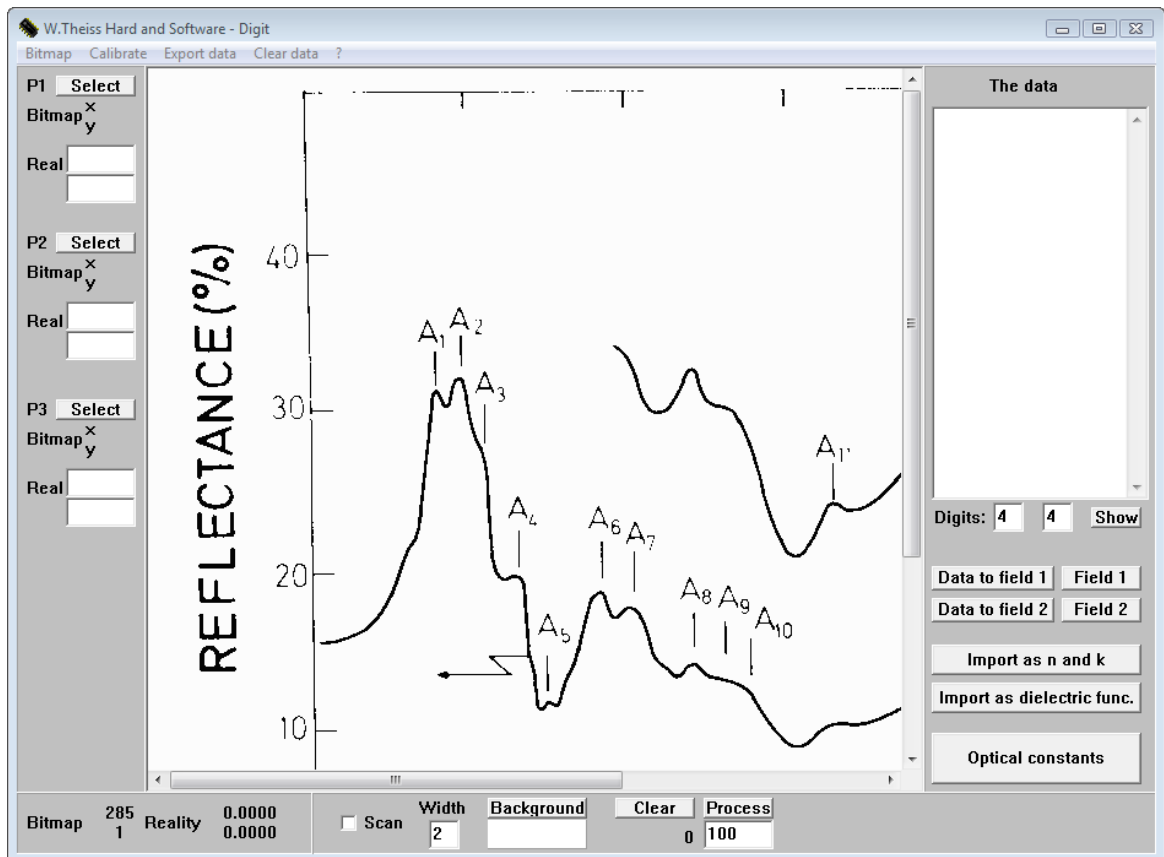 W.Theiss Hard and Software - Digit
Bitmap Calibrate Export data Clear data ?
P1 Select
Bitmap x
y
Real
P2 Select
Bitmap x
y
Real
P3 Select
Bitmap x
y
Real
REFLECTANCE (%)
40
30
20
10
A1
A2
A3
A4
A5
A6
A7
A8
A9
A10
A1'
The data
Digits: 4 4 Show
Data to field 1 Field 1
Data to field 2 Field 2
Import as n and k
Import as dielectric func.
Optical constants
Bitmap 285 Reality 0.0000
1 0.0000
Scan
Width
2
Background
Clear Process
0 100